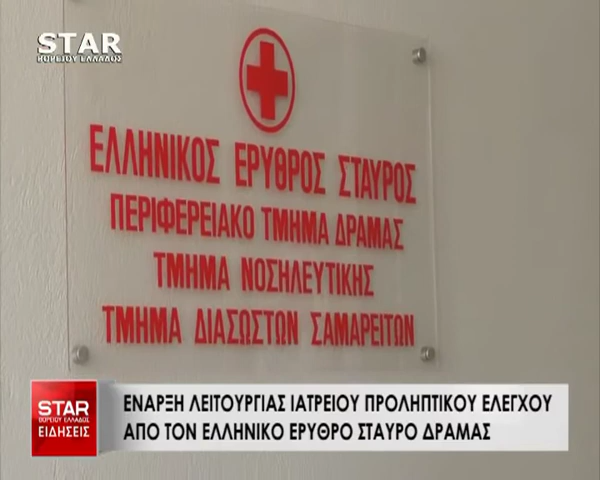 STAR
ΒΟΡΕΙΟΥ ΕΛΛΑΔΟΣ
ΕΛΛΗΝΙΚΟΣ ΕΡΥΘΡΟΣ ΣΤΑΥΡΟΣ
ΠΕΡΙΦΕΡΕΙΑΚΟ ΤΜΗΜΑ ΔΡΑΜΑΣ
ΤΜΗΜΑ ΝΟΣΗΛΕΥΤΙΚΗΣ
ΤΜΗΜΑ ΔΙΑΣΩΣΤΩΝ ΣΑΜΑΡΕΙΤΩΝ
STAR
ΒΟΡΕΙΟΥ ΕΛΛΑΔΟΣ
ΕΙΔΗΣΕΙΣ
ΕΝΑΡΞΗ ΛΕΙΤΟΥΡΓΙΑΣ ΙΑΤΡΕΙΟΥ ΠΡΟΛΗΠΤΙΚΟΥ ΕΛΕΓΧΟΥ
ΑΠΟ ΤΟΝ ΕΛΛΗΝΙΚΟ ΕΡΥΘΡΟ ΣΤΑΥΡΟ ΔΡΑΜΑΣ